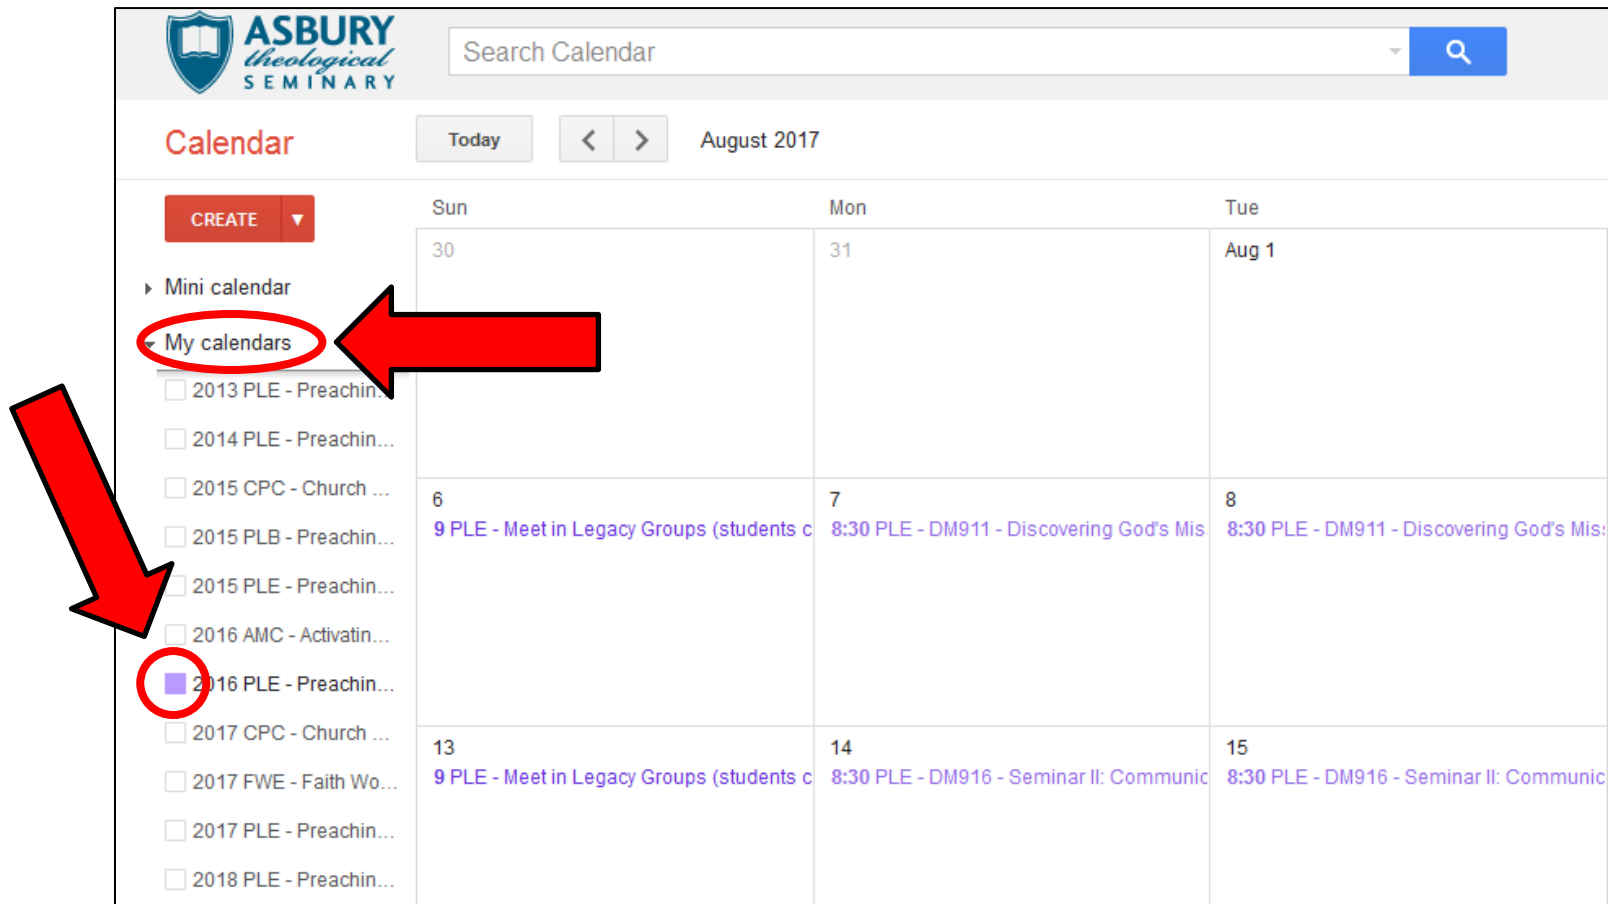 ASBURY
theological
SEMINARY
Search Calendar
Calendar
Today
August 2017
CREATE
Sun
Mon
Tue
30
31
Aug 1
Mini calendar
My calendars
2013 PLE - Preachin...
2014 PLE - Preachin...
2015 CPC - Church ...
2015 PLB - Preachin...
2015 PLE - Preachin...
2016 AMC - Activatin...
2016 PLE - Preachin...
2017 CPC - Church ...
2017 FWE - Faith Wo...
2017 PLE - Preachin...
2018 PLE - Preachin...
6
9 PLE - Meet in Legacy Groups (students c
7
8:30 PLE - DM911 - Discovering God's Mis
8
8:30 PLE - DM911 - Discovering God's Mis
13
9 PLE - Meet in Legacy Groups (students c
14
8:30 PLE - DM916 - Seminar II: Communic
15
8:30 PLE - DM916 - Seminar II: Communic